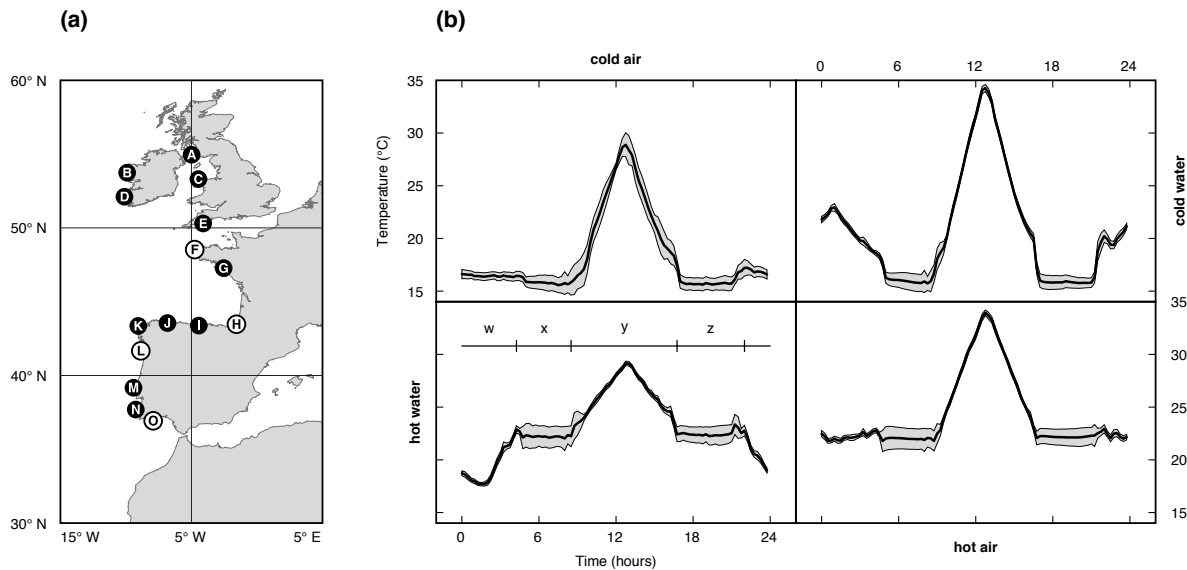 (a)
(b)
cold air
60° N
50° N
40° N
30° N
15° W
5° W
5° E
A
B
C
D
E
F
G
H
I
J
K
L
M
N
O
0
6
12
18
24
35
30
25
20
15
Temperature (°C)
cold water
w
x
y
z
hot water
35
30
25
20
15
0
6
12
18
24
Time (hours)
hot air